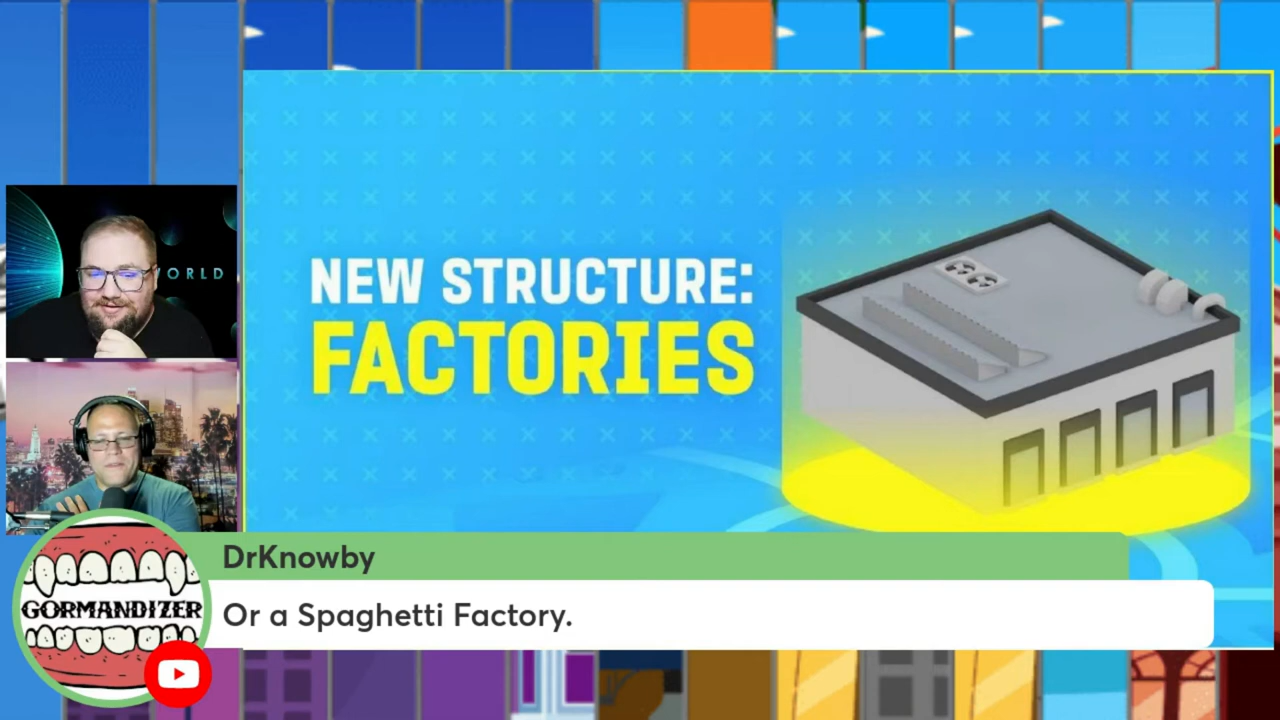 NEW STRUCTURE:
FACTORIES
ORLD
DrKnowby
GORMANDIZER
Or a Spaghetti Factory.